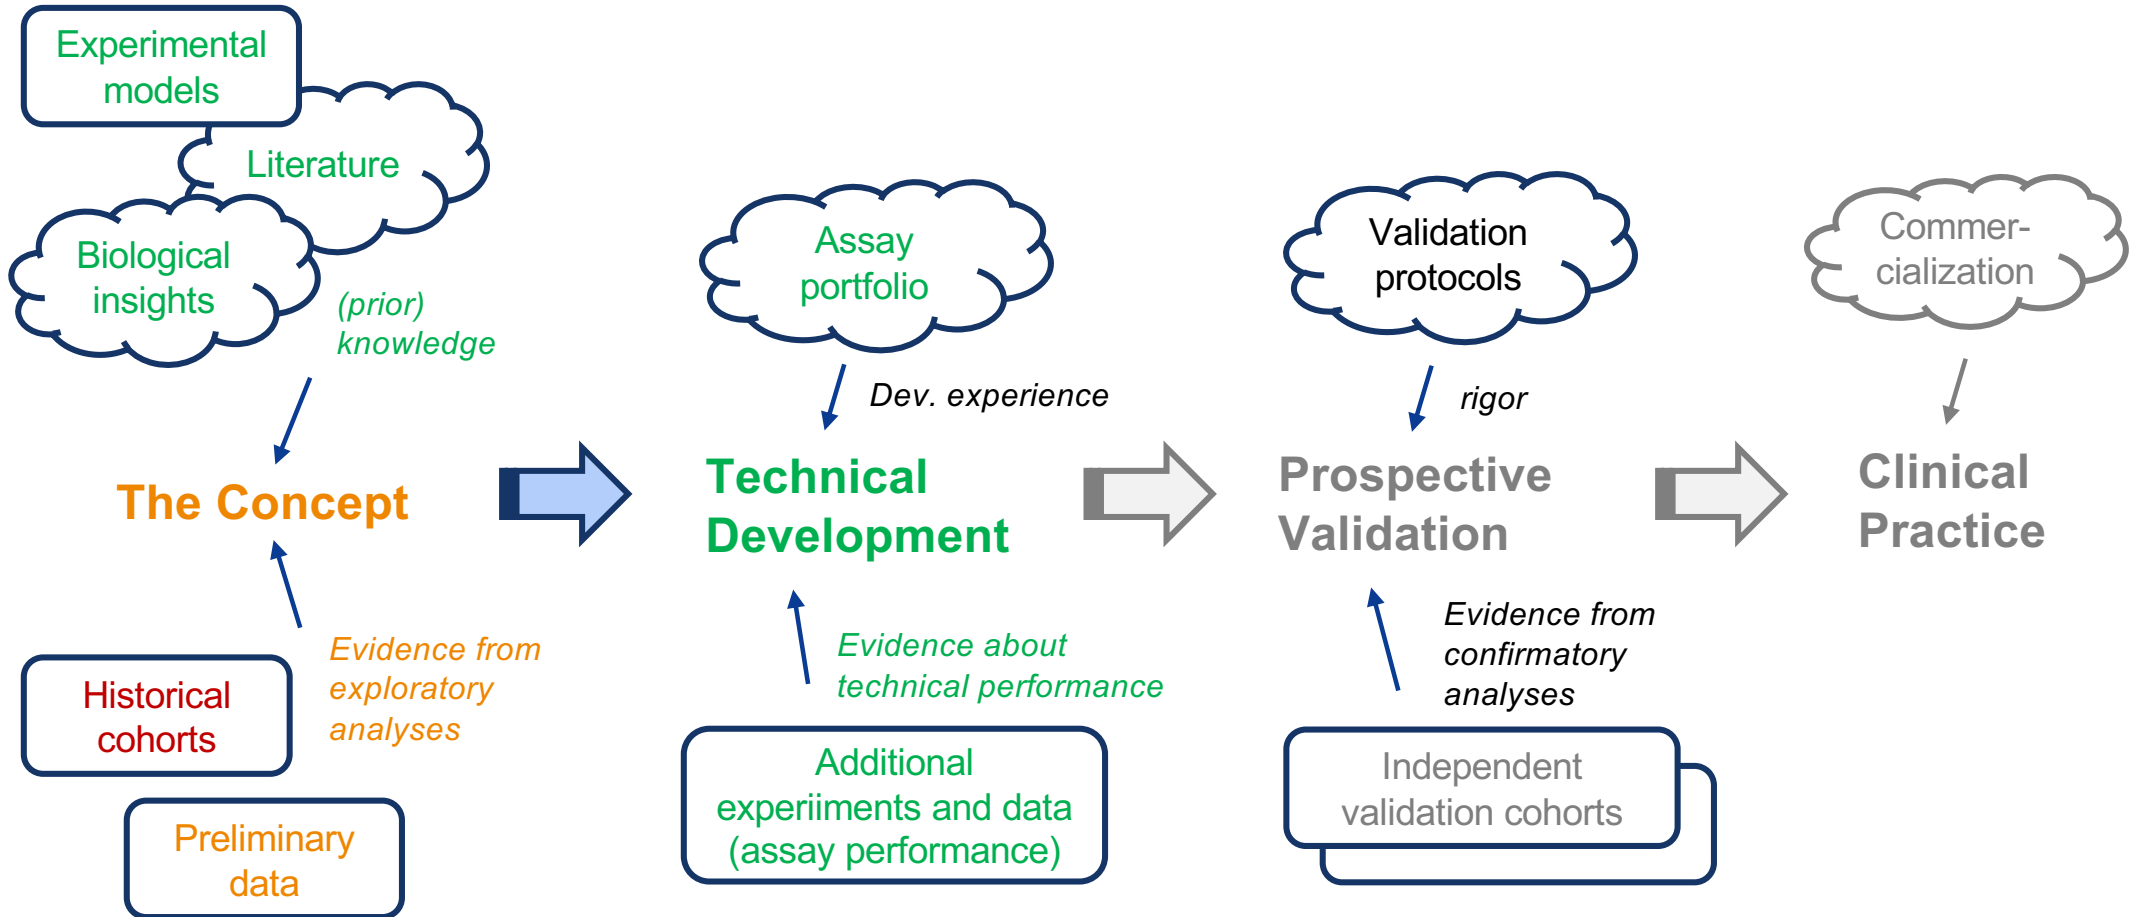 Experimental
models
Literature
Biological
insights
(prior)
knowledge
The Concept
Evidence from
exploratory
analyses
Historical
cohorts
Preliminary
data
Assay
portfolio
Dev. experience
Technical
Development
Evidence about
technical performance
Additional
experiiments and data
(assay performance)
Validation
protocols
rigor
Prospective
Validation
Evidence from
confirmatory
analyses
Independent
validation cohorts
Commer-
cialization
Clinical
Practice